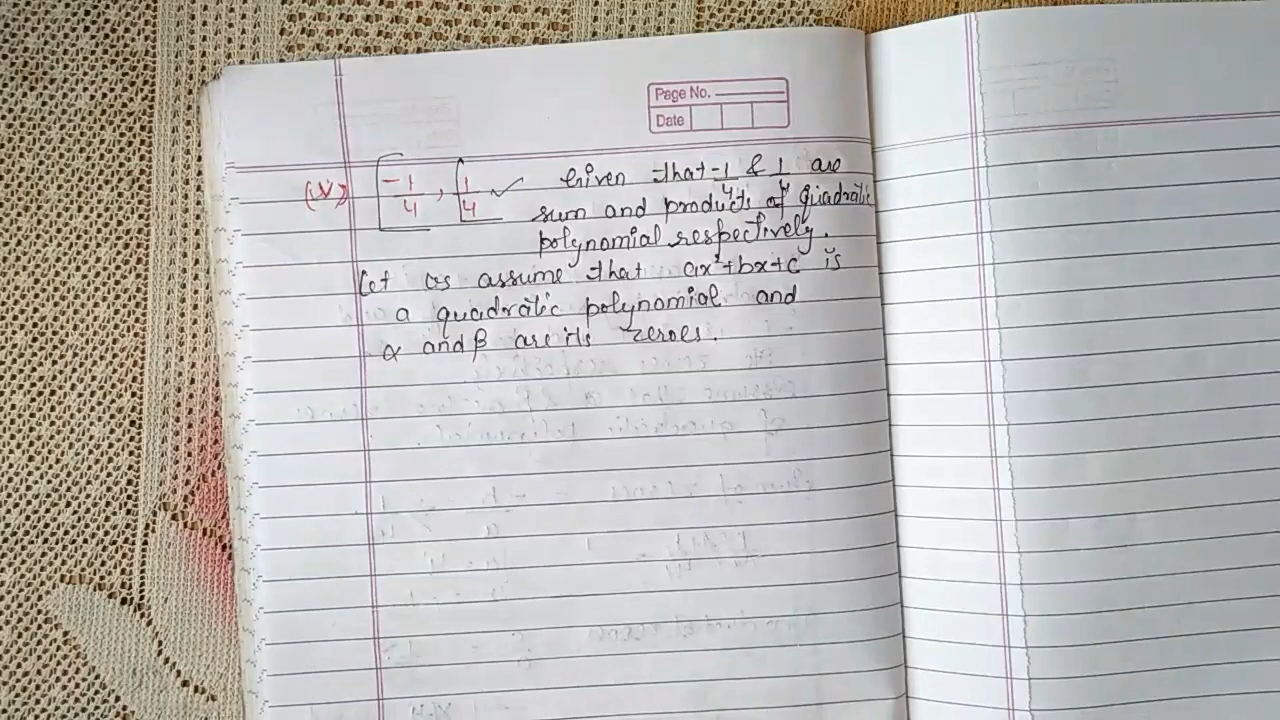 Page No.
Date
(v) -1/4, 1/4 ✓ Given that -1/4 & 1/4 are
sum and products of quadratic
polynomial respectively.
Let us assume that ax²+bx+c is
a quadratic polynomial and
α and β are its zeroes.